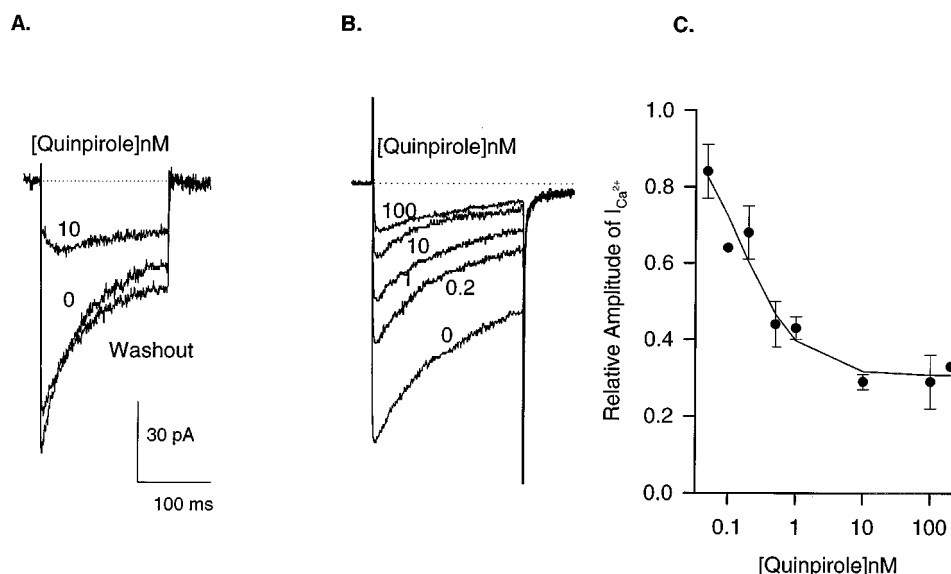 A.
B.
C.
[Quinpirole]nM
10
0
Washout
30 pA
100 ms
[Quinpirole]nM
100
10
1
0.2
0
Relative Amplitude of I Ca²⁺
1.0
0.8
0.6
0.4
0.2
0.0
0.1
1
10
100
[Quinpirole]nM